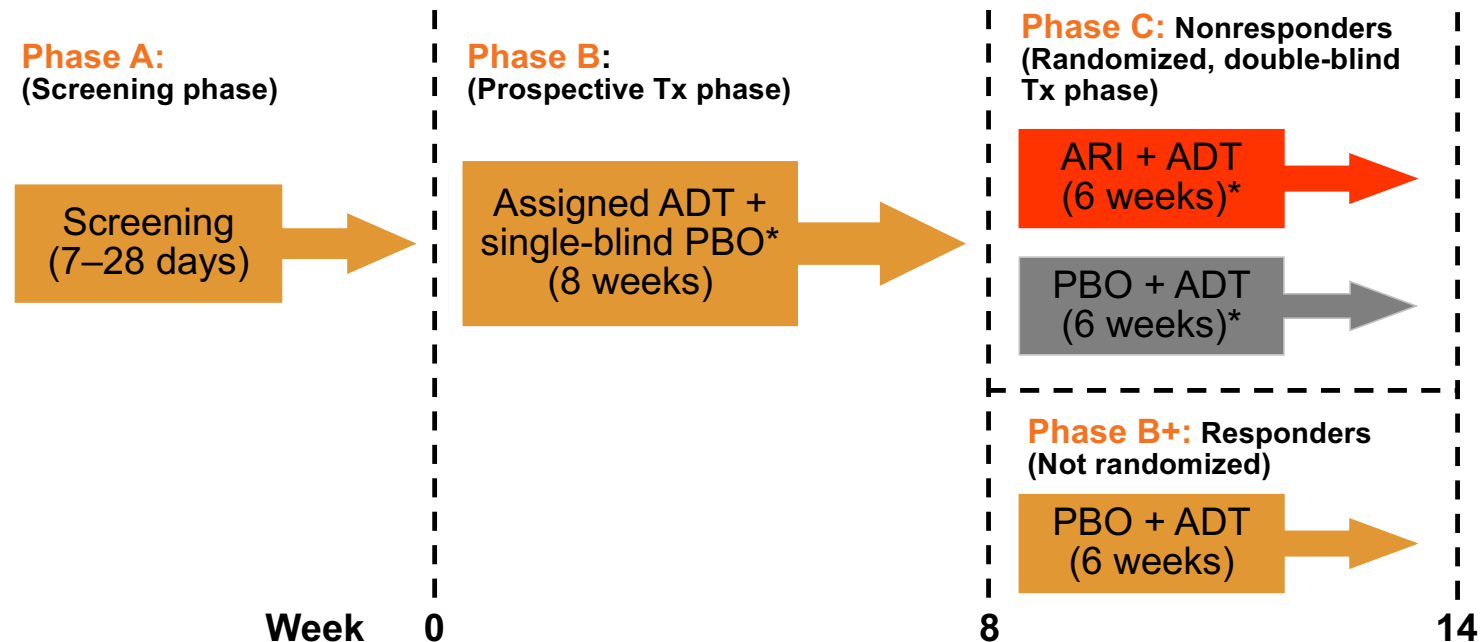 Phase A:
(Screening phase)
Screening
(7–28 days)
Phase B:
(Prospective Tx phase)
Assigned ADT +
single-blind PBO*
(8 weeks)
Phase C: Nonresponders
(Randomized, double-blind
Tx phase)
ARI + ADT
(6 weeks)*
PBO + ADT
(6 weeks)*
Phase B+: Responders
(Not randomized)
PBO + ADT
(6 weeks)
Week 0 8 14